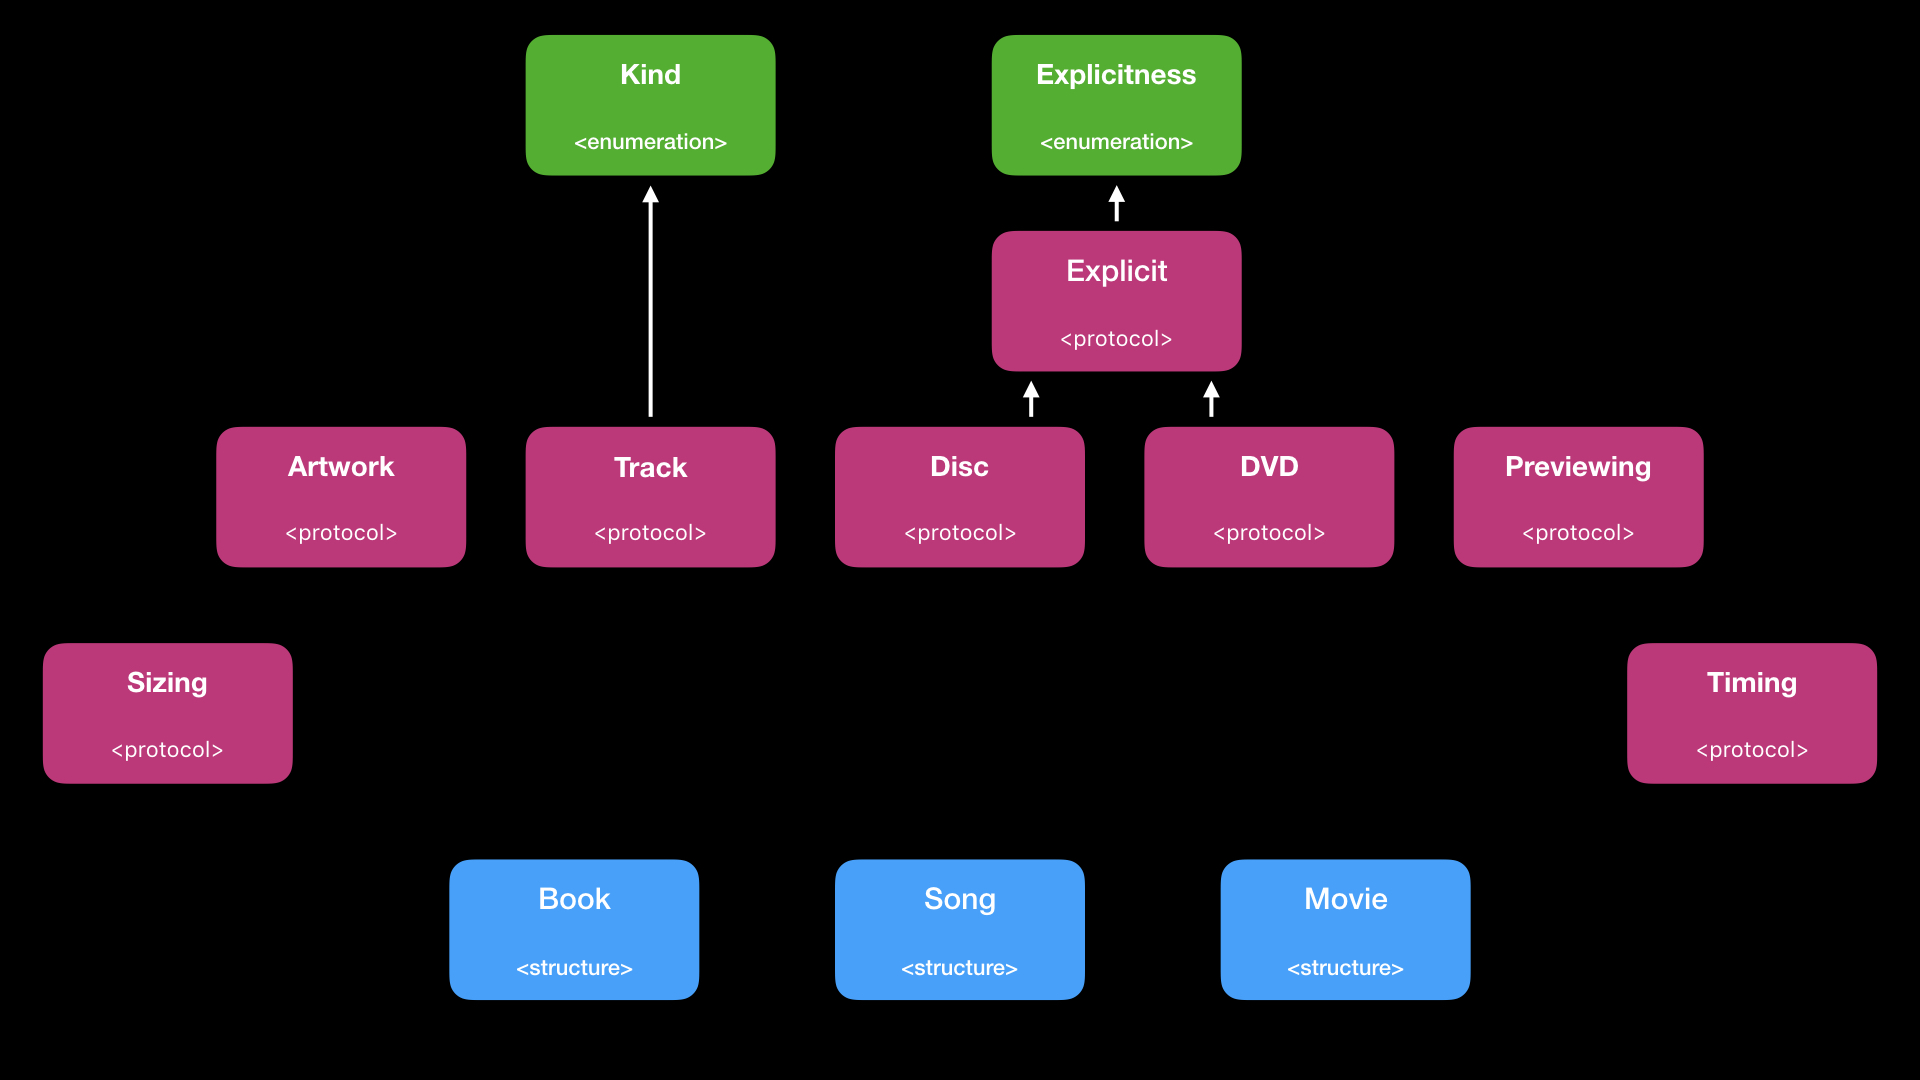 Kind
<enumeration>
Explicitness
<enumeration>
Explicit
<protocol>
Artwork
<protocol>
Track
<protocol>
Disc
<protocol>
DVD
<protocol>
Previewing
<protocol>
Sizing
<protocol>
Timing
<protocol>
Book
<structure>
Song
<structure>
Movie
<structure>